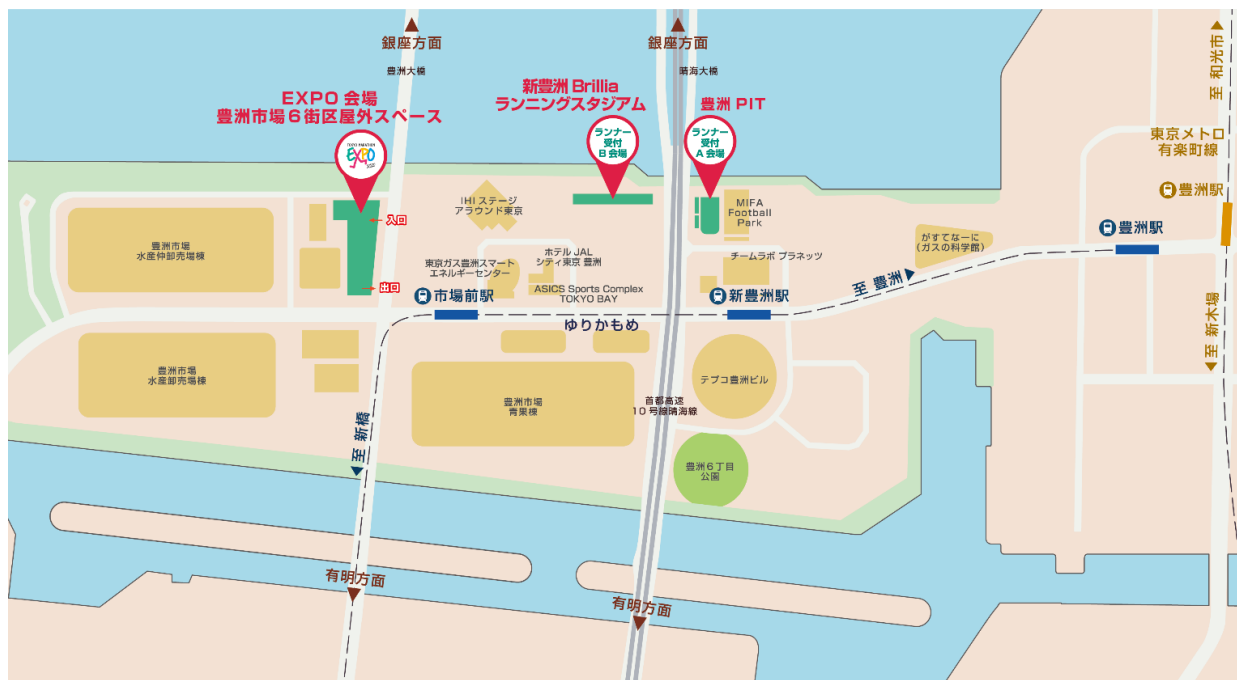 銀座方面
豊洲大橋
銀座方面
晴海大橋
EXPO 会場
豊洲市場6街区屋外スペース
EXPO
新豊洲 Brillia
ランニングスタジアム
ランナー
受付
B 会場
豊洲 PIT
ランナー
受付
A 会場
至 和光市
東京メトロ
有楽町線
豊洲駅
豊洲駅
至 新木場
豊洲市場
水産仲卸売場棟
入口
出口
IHI ステージ
アラウンド東京
MIFA
Football
Park
がすてなーに
(ガスの科学館)
東京ガス豊洲スマート
エネルギーセンター
ホテル JAL
シティ東京 豊洲
チームラボ プラネッツ
ASICS Sports Complex
TOKYO BAY
市場前駅
新豊洲駅
至 豊洲
ゆりかもめ
豊洲市場
水産卸売場棟
豊洲市場
青果棟
首都高速
10号線晴海線
テプコ豊洲ビル
至 新橋
豊洲6丁目
公園
有明方面
有明方面